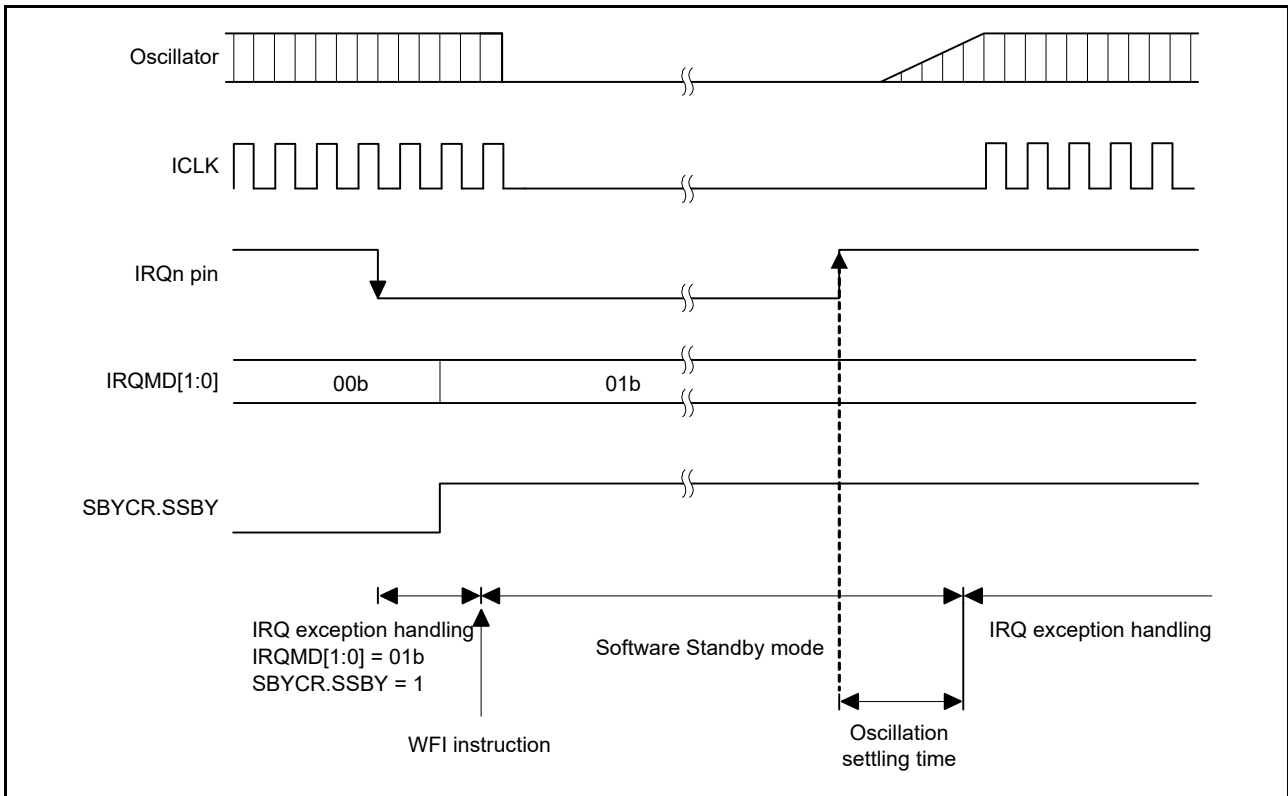 Oscillator
ICLK
IRQn pin
IRQMD[1:0]
00b
01b
SBYCR.SSBY
IRQ exception handling
IRQMD[1:0] = 01b
SBYCR.SSBY = 1
WFI instruction
Software Standby mode
Oscillation
settling time
IRQ exception handling